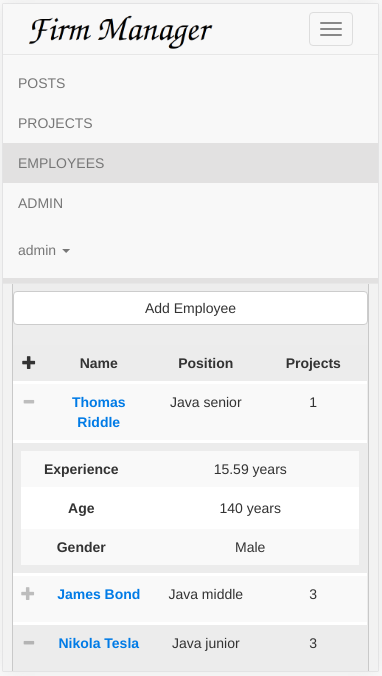 Firm Manager
POSTS
PROJECTS
EMPLOYEES
ADMIN
admin
Add Employee
Name Position Projects
Thomas Riddle Java senior 1
Experience 15.59 years
Age 140 years
Gender Male
James Bond Java middle 3
Nikola Tesla Java junior 3